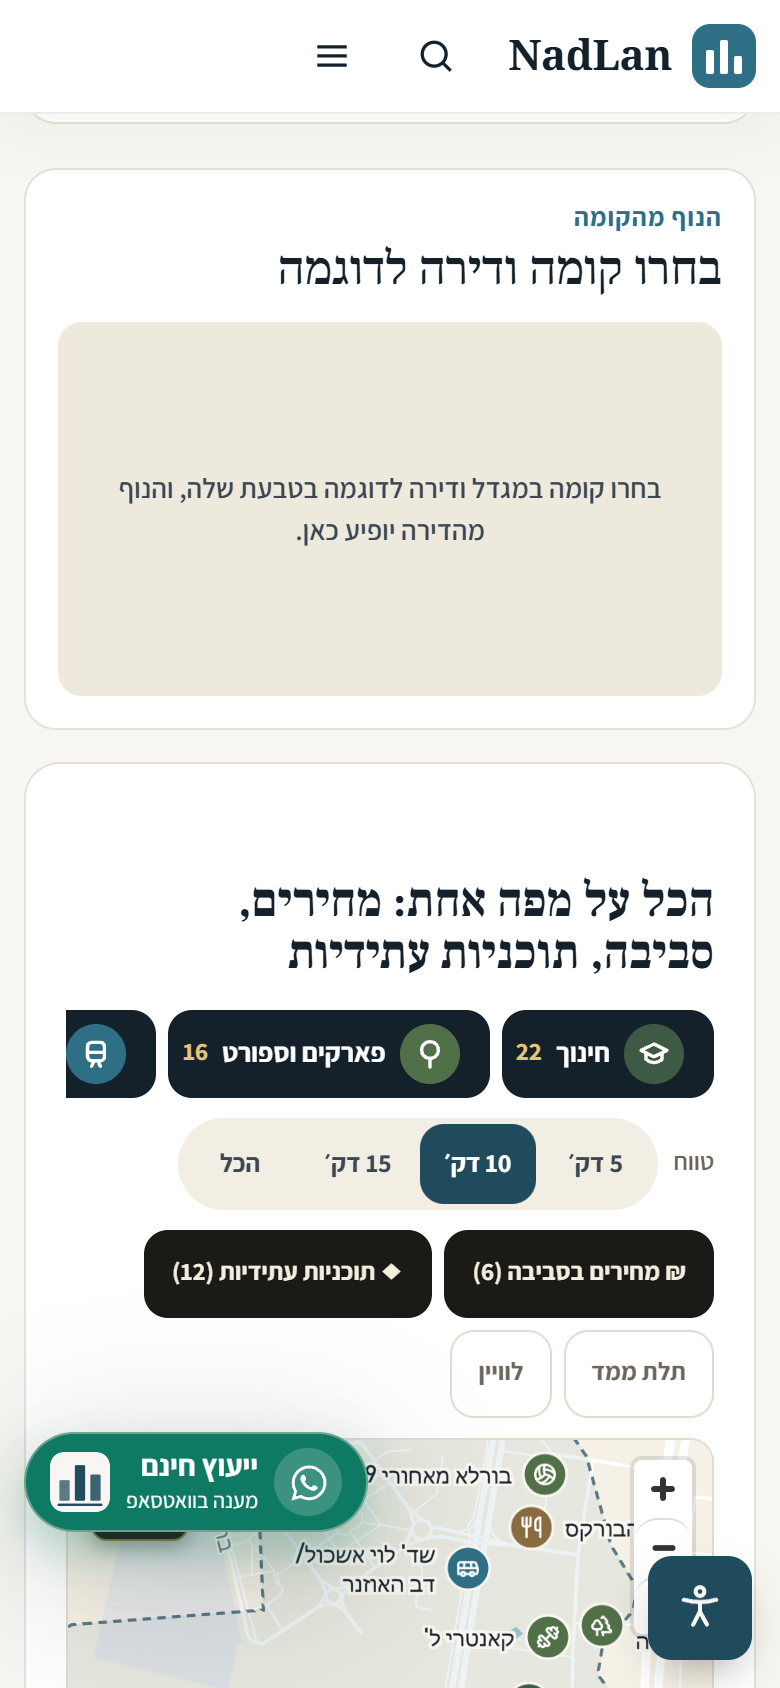 NadLan
הנוף מהקומה
בחרו קומה ודירה לדוגמה
בחרו קומה במגדל ודירה לדוגמה בטבעת שלה, והנוף
מהדירה יופיע כאן.
הכל על מפה אחת: מחירים,
סביבה, תוכניות עתידיות
חינוך 22
פארקים וספורט 16
טווח
5 דק׳
10 דק׳
15 דק׳
הכל
₪ מחירים בסביבה (6)
◆ תוכניות עתידיות (12)
תלת ממד
לוויין
ייעוץ חינם
מענה בוואטסאפ
בורלא מאחורי 9
הבורקס
שד' לוי אשכול/
דב האוזנר
קאנטרי ל'
+
−